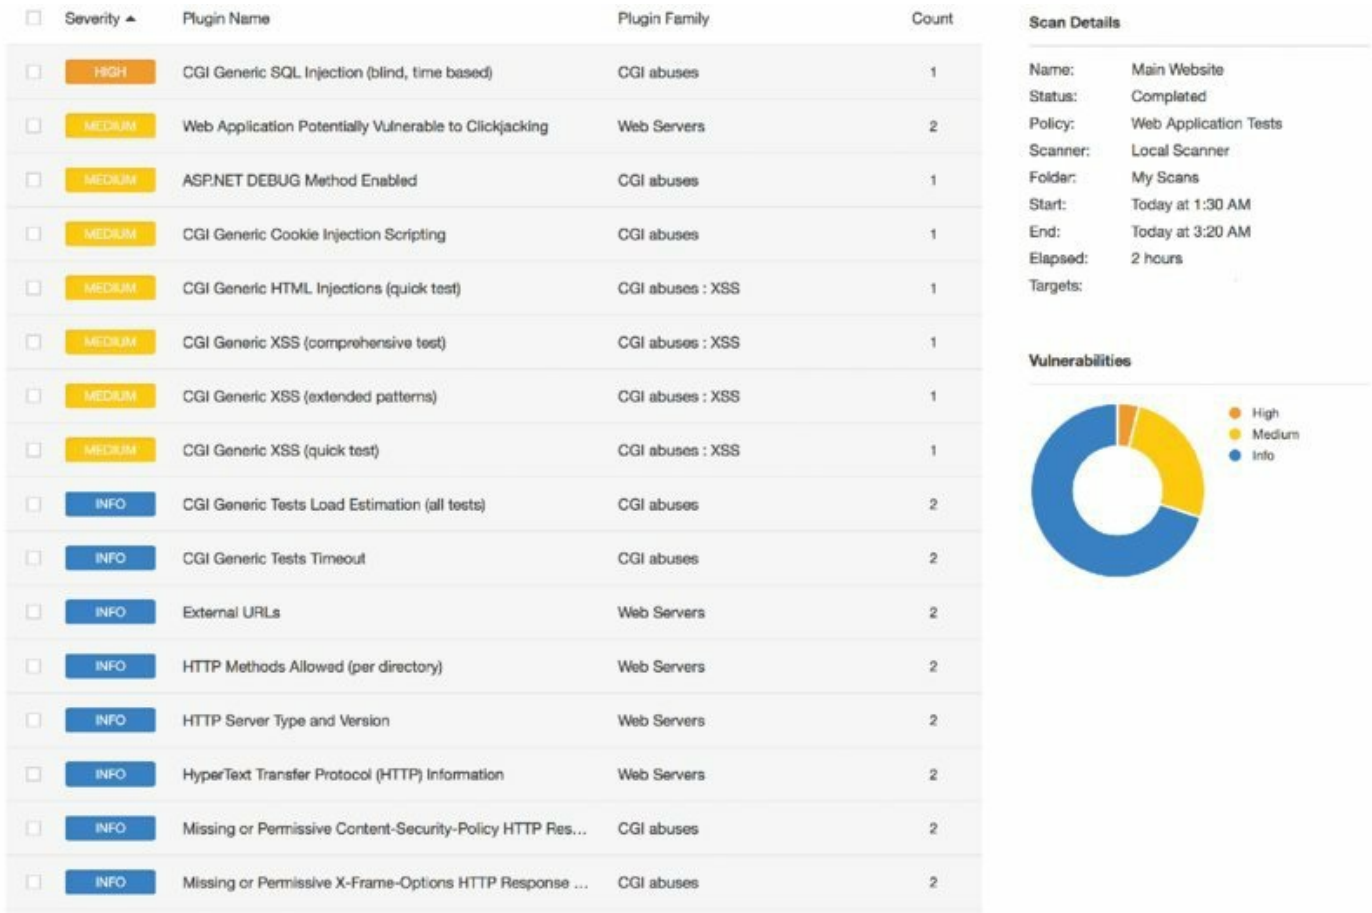 Severity Plugin Name Plugin Family Count
HIGH CGI Generic SQL Injection (blind, time based) CGI abuses 1
MEDIUM Web Application Potentially Vulnerable to Clickjacking Web Servers 2
MEDIUM ASP.NET DEBUG Method Enabled CGI abuses 1
MEDIUM CGI Generic Cookie Injection Scripting CGI abuses 1
MEDIUM CGI Generic HTML Injections (quick test) CGI abuses : XSS 1
MEDIUM CGI Generic XSS (comprehensive test) CGI abuses : XSS 1
MEDIUM CGI Generic XSS (extended patterns) CGI abuses : XSS 1
MEDIUM CGI Generic XSS (quick test) CGI abuses : XSS 1
INFO CGI Generic Tests Load Estimation (all tests) CGI abuses 2
INFO CGI Generic Tests Timeout CGI abuses 2
INFO External URLs Web Servers 2
INFO HTTP Methods Allowed (per directory) Web Servers 2
INFO HTTP Server Type and Version Web Servers 2
INFO HyperText Transfer Protocol (HTTP) Information Web Servers 2
INFO Missing or Permissive Content-Security-Policy HTTP Res... CGI abuses 2
INFO Missing or Permissive X-Frame-Options HTTP Response ... CGI abuses 2
Scan Details
Name: Main Website
Status: Completed
Policy: Web Application Tests
Scanner: Local Scanner
Folder: My Scans
Start: Today at 1:30 AM
End: Today at 3:20 AM
Elapsed: 2 hours
Targets:
Vulnerabilities
High
Medium
Info